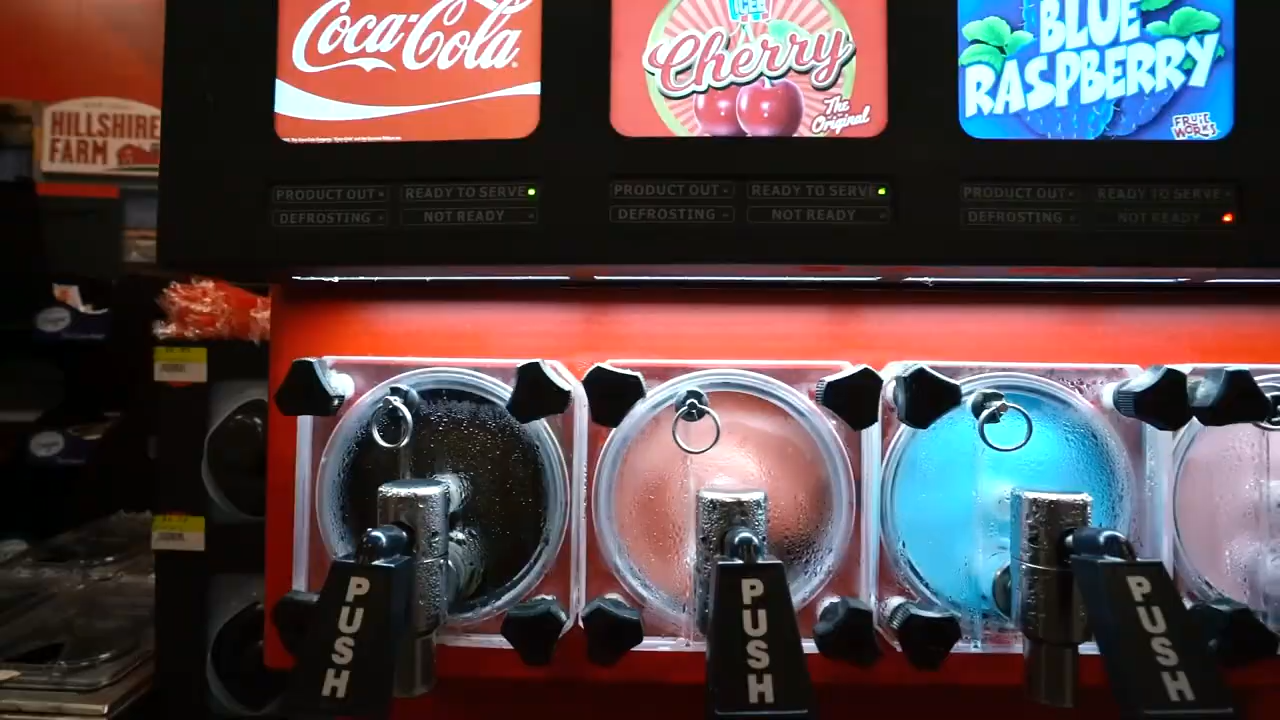 Coca-Cola
ICEE
Cherry
The
Original
BLUE
RASPBERRY
FRUIT
WORKS
HILLSHIRE
FARM
PRODUCT OUT
READY TO SERVE
DEFROSTING
NOT READY
PRODUCT OUT
READY TO SERVE
DEFROSTING
NOT READY
PRODUCT OUT
READY TO SERVE
DEFROSTING
NOT READY
PUSH
PUSH
PUSH